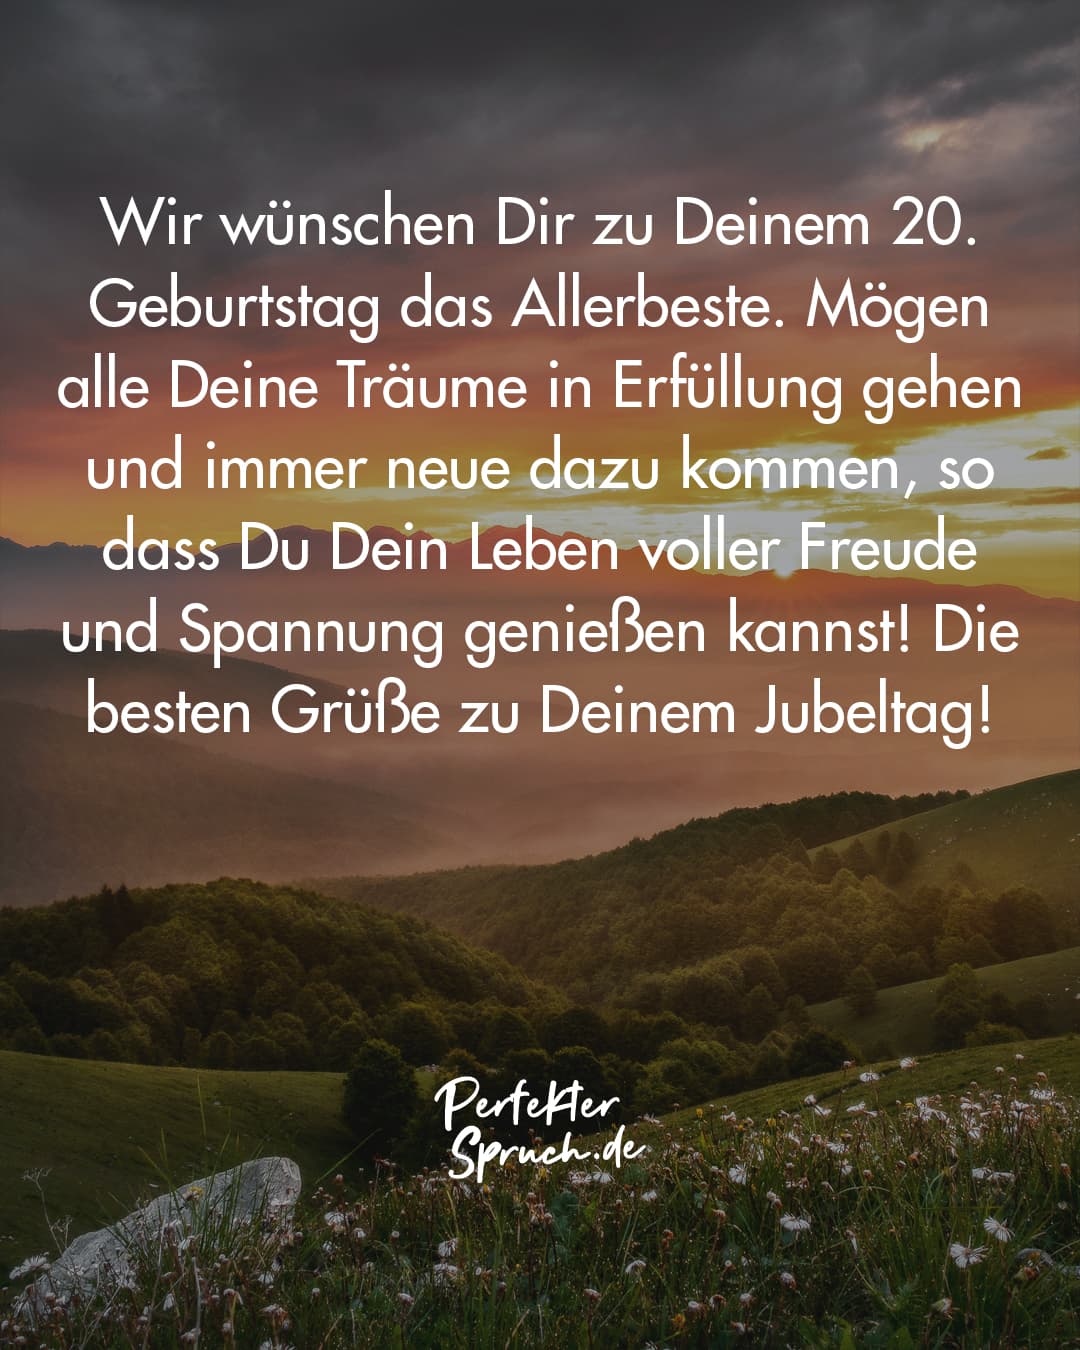 Wir wünschen Dir zu Deinem 20.
Geburtstag das Allerbeste. Mögen
alle Deine Träume in Erfüllung gehen
und immer neue dazu kommen, so
dass Du Dein Leben voller Freude
und Spannung genießen kannst! Die
besten Grüße zu Deinem Jubeltag!
Perfekter
Spruch.de